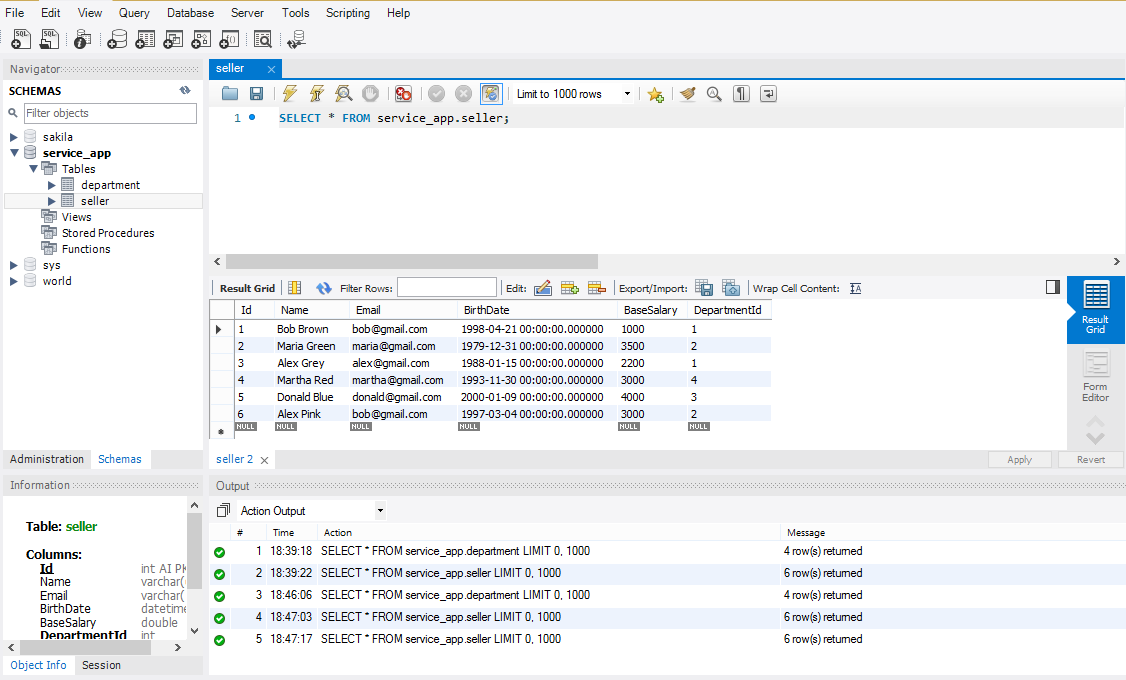 File Edit View Query Database Server Tools Scripting Help
SQL SQL
Navigator
SCHEMAS
Filter objects
sakila
service_app
Tables
department
seller
Views
Stored Procedures
Functions
sys
world
Administration Schemas
seller
Limit to 1000 rows
1 SELECT * FROM service_app.seller;
Result Grid Filter Rows: Edit: Export/Import: Wrap Cell Content:
Id Name Email BirthDate BaseSalary DepartmentId
1 Bob Brown bob@gmail.com 1998-04-21 00:00:00.000000 1000 1
2 Maria Green maria@gmail.com 1979-12-31 00:00:00.000000 3500 2
3 Alex Grey alex@gmail.com 1988-01-15 00:00:00.000000 2200 1
4 Martha Red martha@gmail.com 1993-11-30 00:00:00.000000 3000 4
5 Donald Blue donald@gmail.com 2000-01-09 00:00:00.000000 4000 3
6 Alex Pink bob@gmail.com 1997-03-04 00:00:00.000000 3000 2
NULL NULL NULL NULL NULL NULL
Result
Grid
Form
Editor
seller 2
Apply Revert
Information
Table: seller
Columns:
Id int AI PK
Name varchar(
Email varchar(
BirthDate datetime
BaseSalary double
DepartmentId int
Object Info Session
Output
Action Output
# Time Action Message
1 18:39:18 SELECT * FROM service_app.department LIMIT 0, 1000 4 row(s) returned
2 18:39:22 SELECT * FROM service_app.seller LIMIT 0, 1000 6 row(s) returned
3 18:46:06 SELECT * FROM service_app.department LIMIT 0, 1000 4 row(s) returned
4 18:47:03 SELECT * FROM service_app.seller LIMIT 0, 1000 6 row(s) returned
5 18:47:17 SELECT * FROM service_app.seller LIMIT 0, 1000 6 row(s) returned